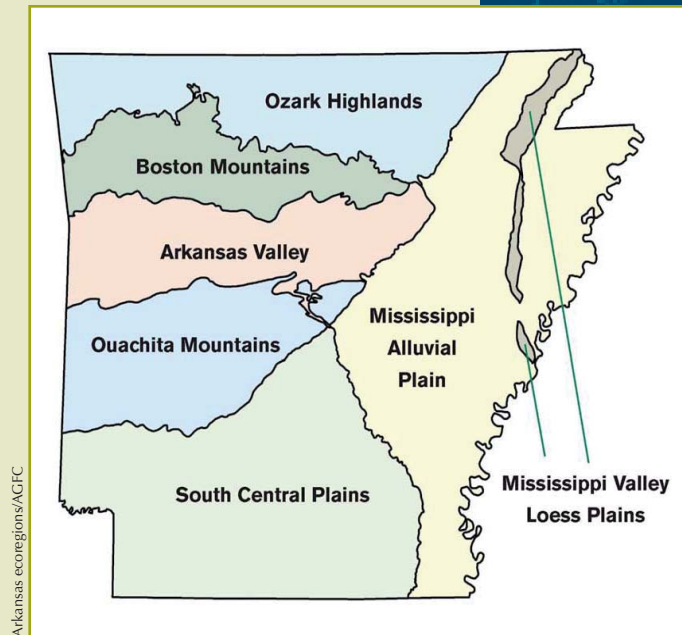 Ozark Highlands
Boston Mountains
Arkansas Valley
Ouachita Mountains
Mississippi
Alluvial
Plain
South Central Plains
Mississippi Valley
Loess Plains
Arkansas ecoregions/AGFC